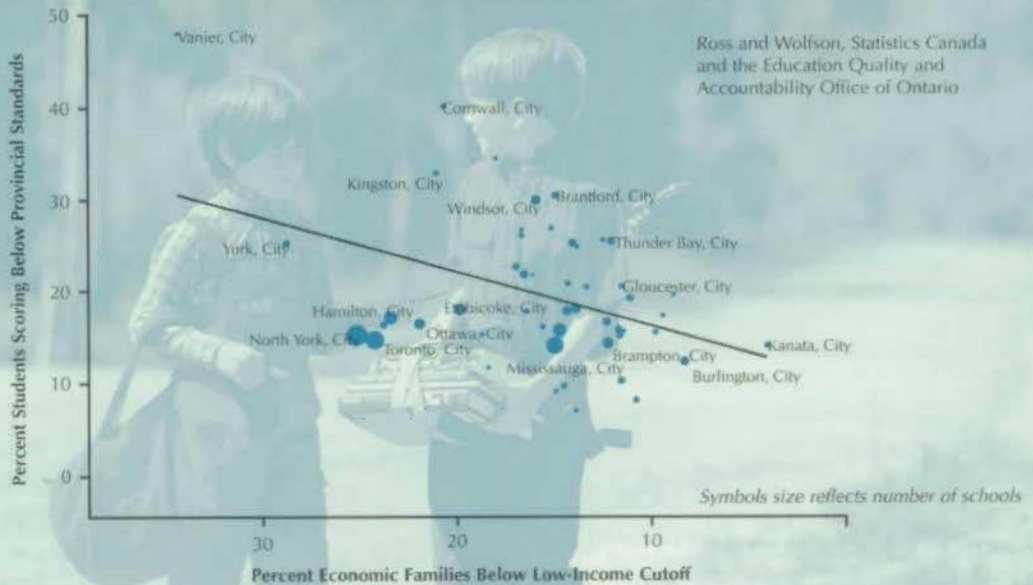 50
Vanier, City
Ross and Wolfson, Statistics Canada
and the Education Quality and
Accountability Office of Ontario
40
Cornwall, City
Kingston, City
Brantford, City
Windsor, City
30
York, City
Thunder Bay, City
20
Gloucester, City
Hamilton, City
Etobicoke, City
North York, City
Ottawa, City
Toronto, City
Kanata, City
Brampton, City
Mississauga, City
Burlington, City
10
0
Percent Students Scoring Below Provincial Standards
Symbols size reflects number of schools
30 20 10
Percent Economic Families Below Low-Income Cutoff